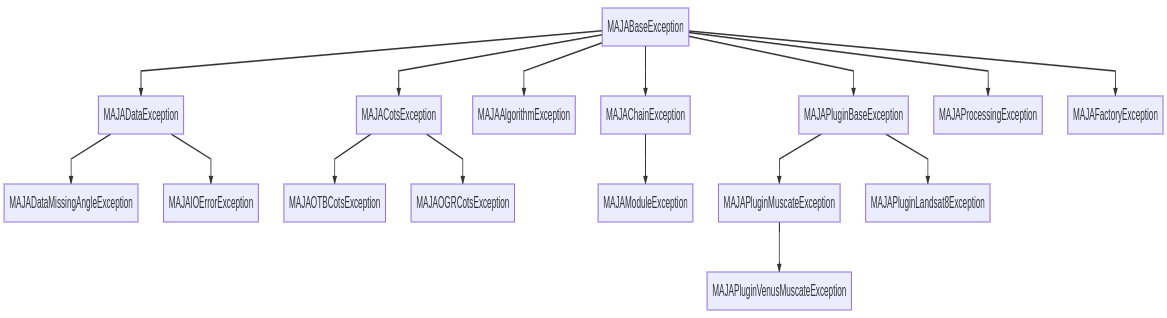 MAJABaseException
MAJADataException
MAJACotsException
MAJAAlgorithmException
MAJAChainException
MAJAPluginBaseException
MAJAProcessingException
MAJAFactoryException
MAJADataMissingAngleException
MAJAIOErrorException
MAJAOTBCotsException
MAJAOGRCotsException
MAJAModuleException
MAJAPluginMuscateException
MAJAPluginLandsat8Exception
MAJAPluginVenusMuscateException